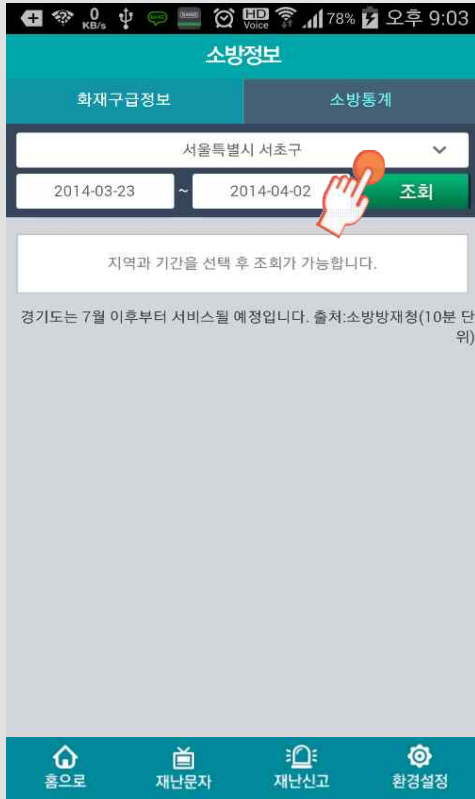 0
KB/s
HD
Voice
78%
오후 9:03
소방정보
화재구급정보
소방통계
서울특별시 서초구
2014-03-23 ~ 2014-04-02 조회
지역과 기간을 선택 후 조회가 가능합니다.
경기도는 7월 이후부터 서비스될 예정입니다. 출처:소방방재청(10분 단
위)
홈으로
재난문자
재난신고
환경설정